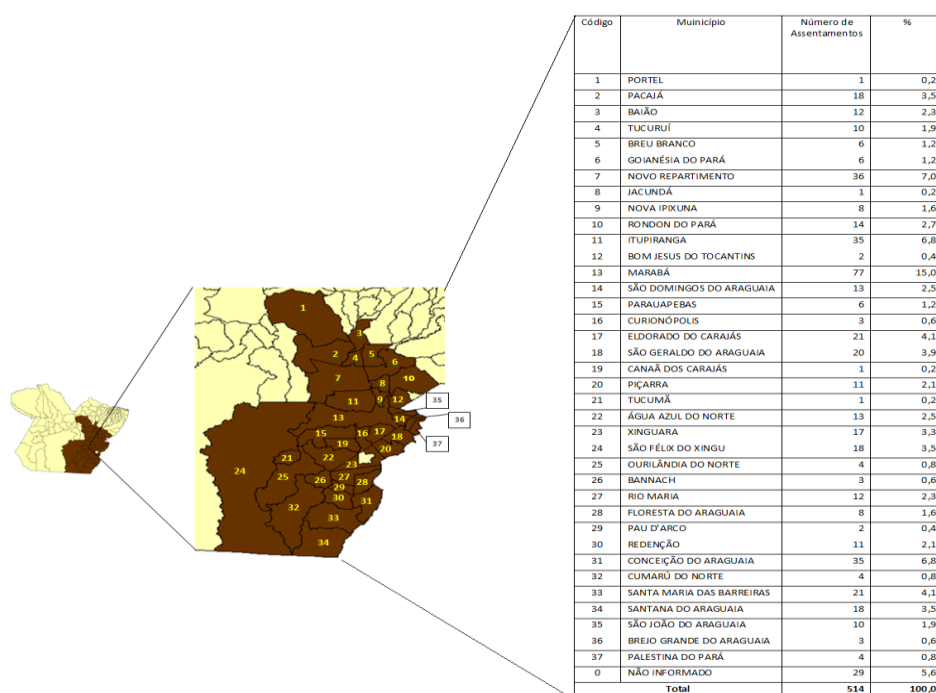 Código Muinicípio Número de Assentamentos %
1 PORTEL 1 0,2
2 PACAJÁ 18 3,5
3 BAIÃO 12 2,3
4 TUCURUÍ 10 1,9
5 BREU BRANCO 6 1,2
6 GOIANÉSIA DO PARÁ 6 1,2
7 NOVO REPARTIMENTO 36 7,0
8 JACUNDÁ 1 0,2
9 NOVA IPIXUNA 8 1,6
10 RONDON DO PARÁ 14 2,7
11 ITUPIRANGA 35 6,8
12 BOM JESUS DO TOCANTINS 2 0,4
13 MARABÁ 77 15,0
14 SÃO DOMINGOS DO ARAGUAIA 13 2,5
15 PARAUAPEBAS 6 1,2
16 CURIONÓPOLIS 3 0,6
17 ELDORADO DO CARAJÁS 21 4,1
18 SÃO GERALDO DO ARAGUAIA 20 3,9
19 CANAÃ DOS CARAJÁS 1 0,2
20 PIÇARRA 11 2,1
21 TUCUMÃ 1 0,2
22 ÁGUA AZUL DO NORTE 13 2,5
23 XINGUARA 17 3,3
24 SÃO FÉLIX DO XINGU 18 3,5
25 OURILÂNDIA DO NORTE 4 0,8
26 BANNACH 3 0,6
27 RIO MARIA 12 2,3
28 FLORESTA DO ARAGUAIA 8 1,6
29 PAU D'ARCO 2 0,4
30 REDENÇÃO 11 2,1
31 CONCEIÇÃO DO ARAGUAIA 35 6,8
32 CUMARÚ DO NORTE 4 0,8
33 SANTA MARIA DAS BARREIRAS 21 4,1
34 SANTANA DO ARAGUAIA 18 3,5
35 SÃO JOÃO DO ARAGUAIA 10 1,9
36 BREJO GRANDE DO ARAGUAIA 3 0,6
37 PALESTINA DO PARÁ 4 0,8
0 NÃO INFORMADO 29 5,6
Total 514 100,0
1
3
2 4 5
6
7 8 10
11 9 12 35
13 14 36
15 16 17 18 37
19 20
21 22 23
24 25 26 27 28
29
30 31
32
33
34